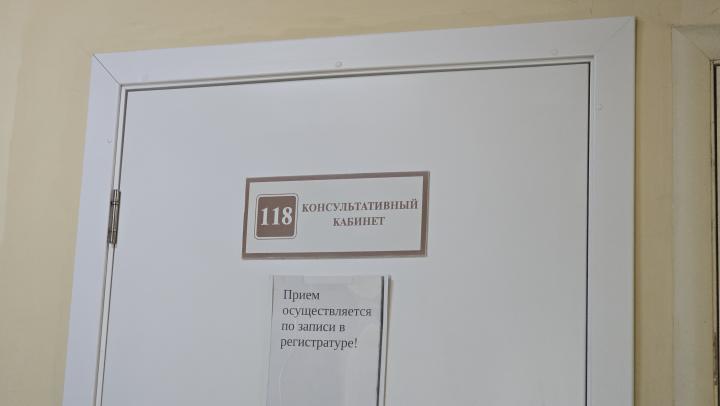 118
КОНСУЛЬТАТИВНЫЙ
КАБИНЕТ
Прием
осуществляется
по записи в
регистратуре!